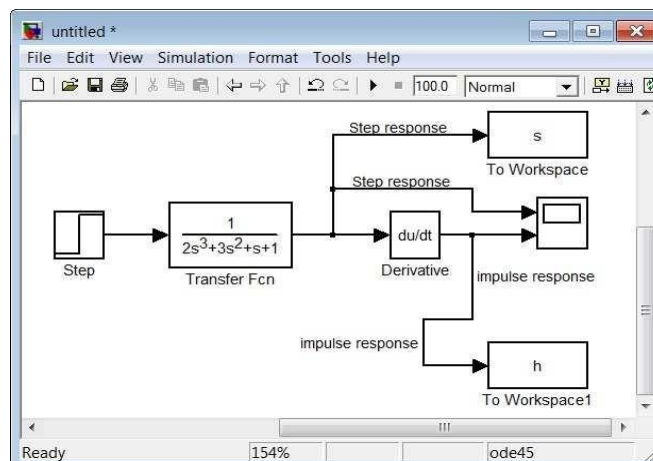 untitled *
File Edit View Simulation Format Tools Help
100.0 Normal
Step response
s
To Workspace
Step response
1
2s³+3s²+s+1
du/dt
Step
Transfer Fcn
Derivative
impulse response
impulse response
h
To Workspace1
Ready 154% ode45